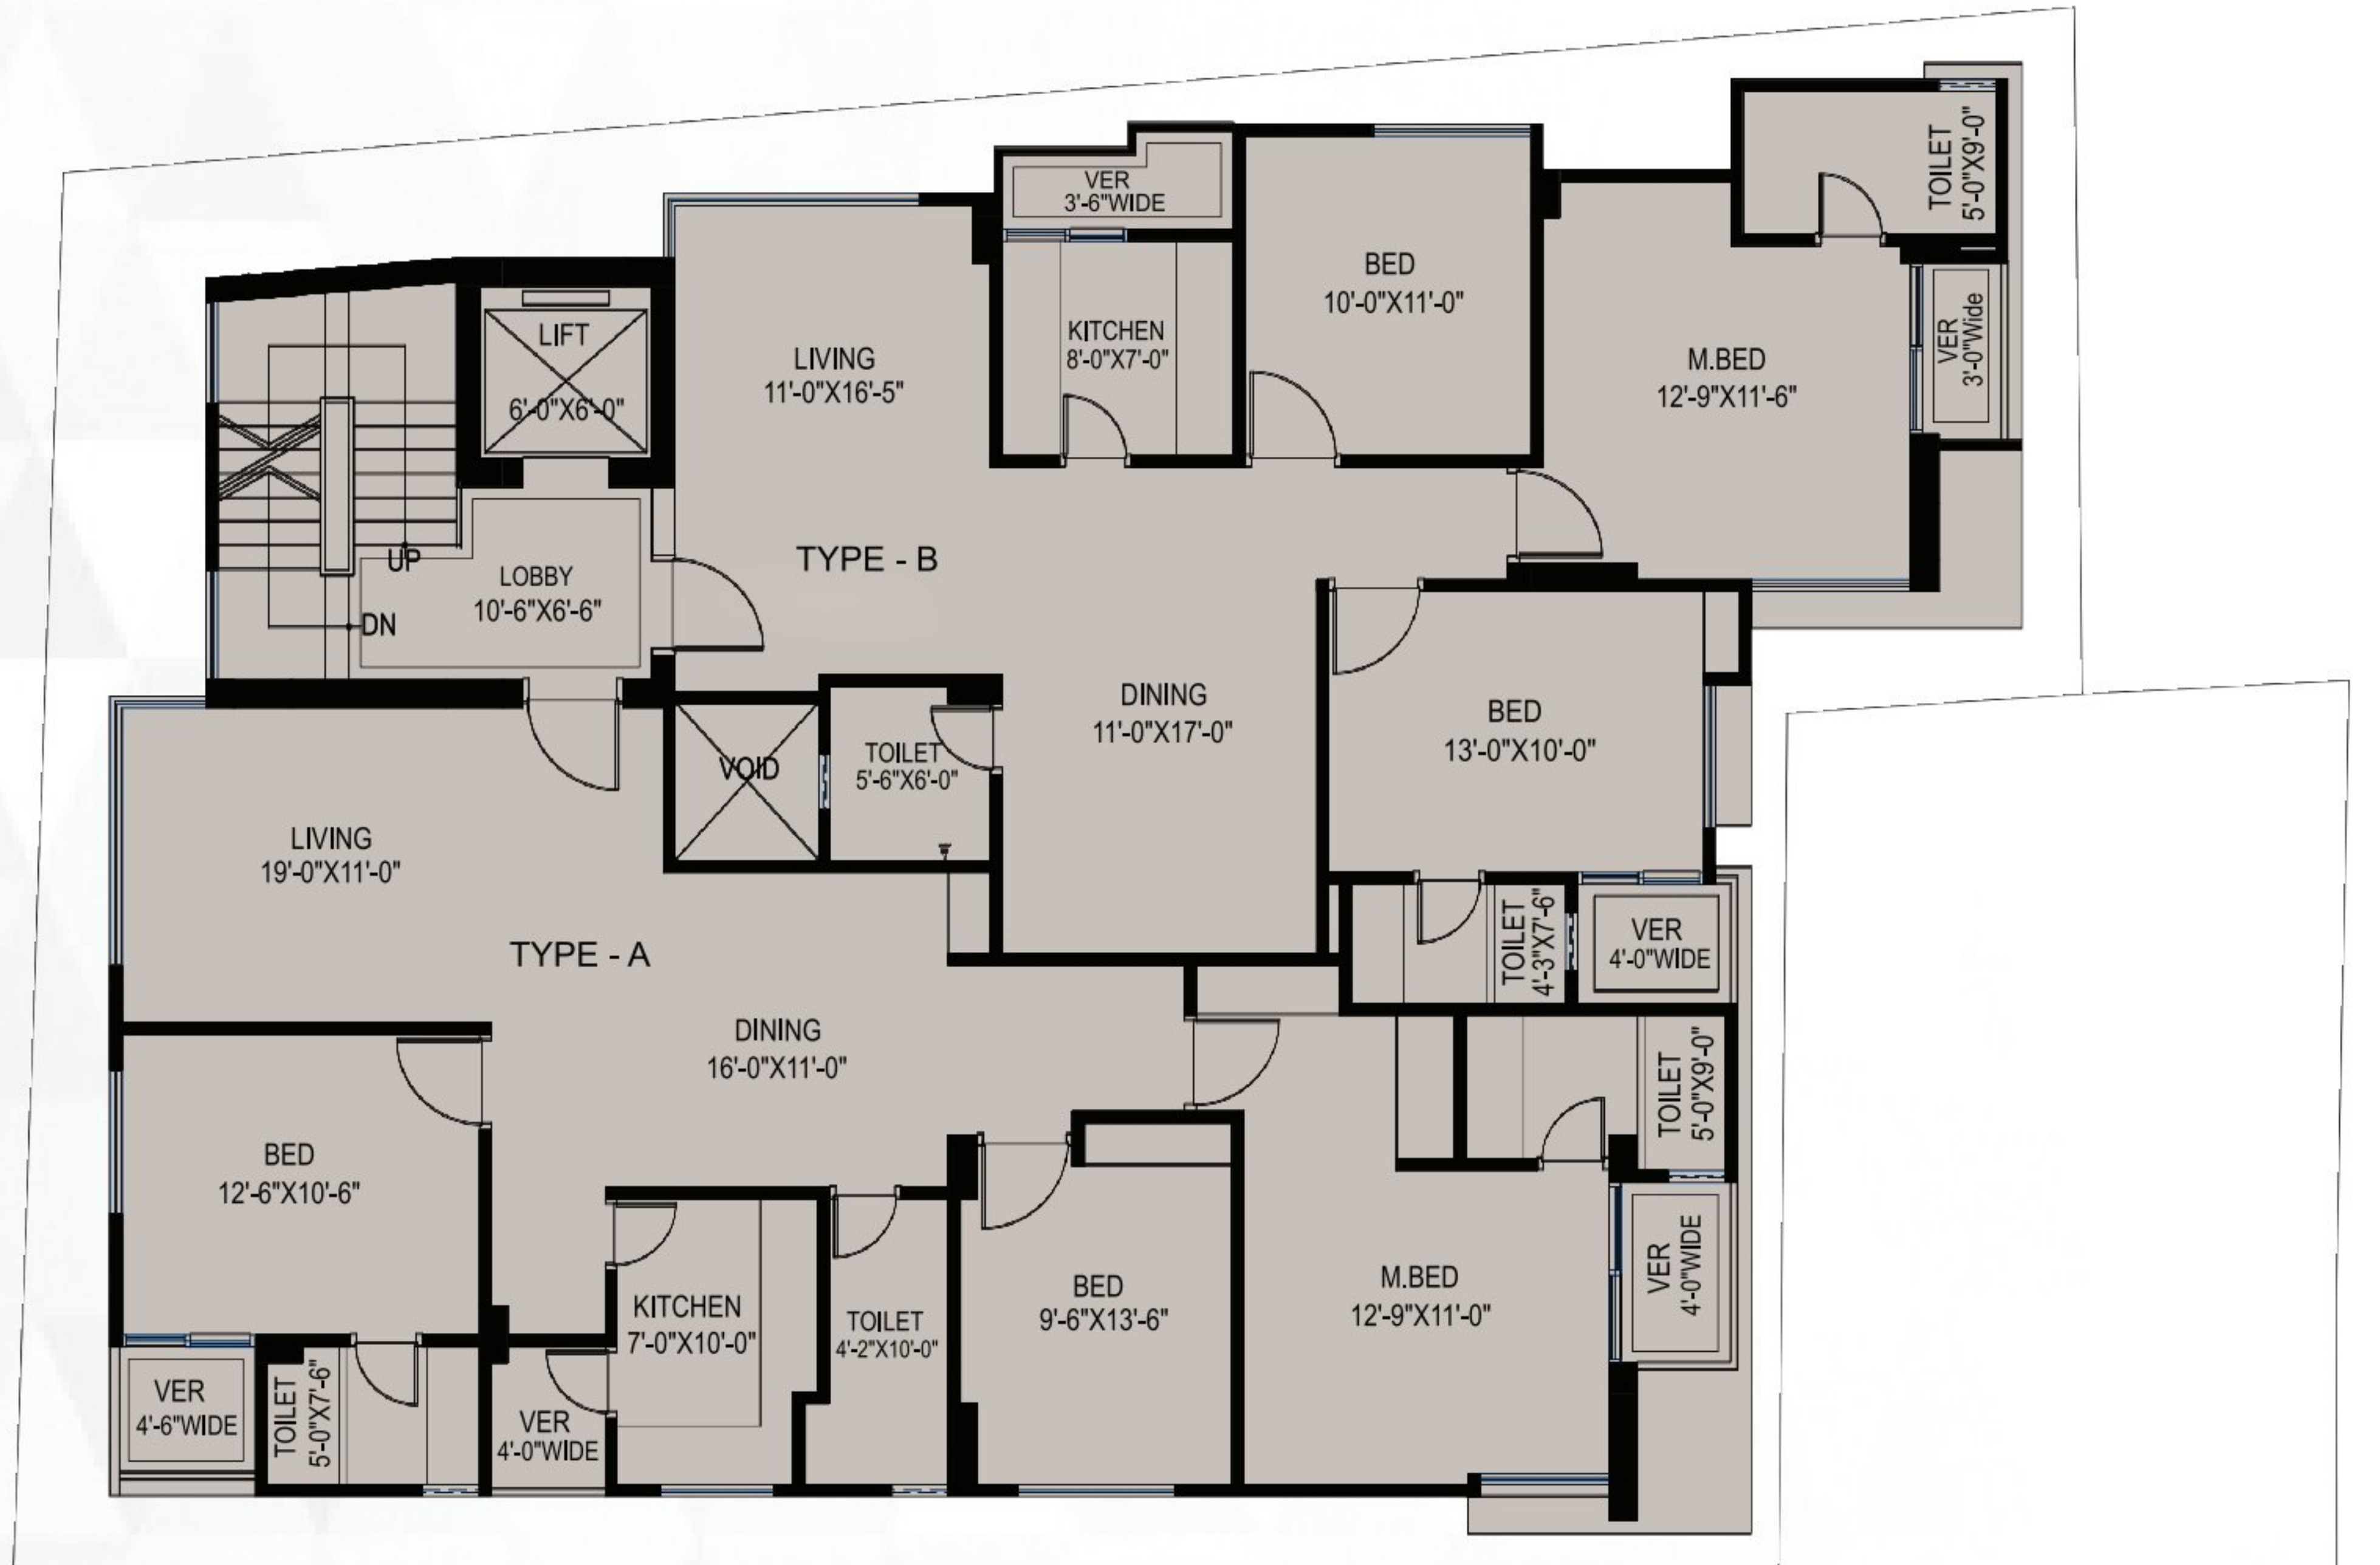 TOILET
5'-0"X9'-0"
VER
3'-6"WIDE
BED
10'-0"X11'-0"
LIFT
6'-0"X6'-0"
LIVING
11'-0"X16'-5"
KITCHEN
8'-0"X7'-0"
M.BED
12'-9"X11'-6"
VER
3'-0"Wide
UP
DN
LOBBY
10'-6"X6'-6"
TYPE - B
DINING
11'-0"X17'-0"
BED
13'-0"X10'-0"
VOID
TOILET
5'-6"X6'-0"
LIVING
19'-0"X11'-0"
TYPE - A
TOILET
4'-3"X7'-6"
VER
4'-0"WIDE
DINING
16'-0"X11'-0"
TOILET
5'-0"X9'-0"
BED
12'-6"X10'-6"
KITCHEN
7'-0"X10'-0"
TOILET
4'-2"X10'-0"
BED
9'-6"X13'-6"
M.BED
12'-9"X11'-0"
VER
4'-0"WIDE
VER
4'-6"WIDE
TOILET
5'-0"X7'-6"
VER
4'-0"WIDE